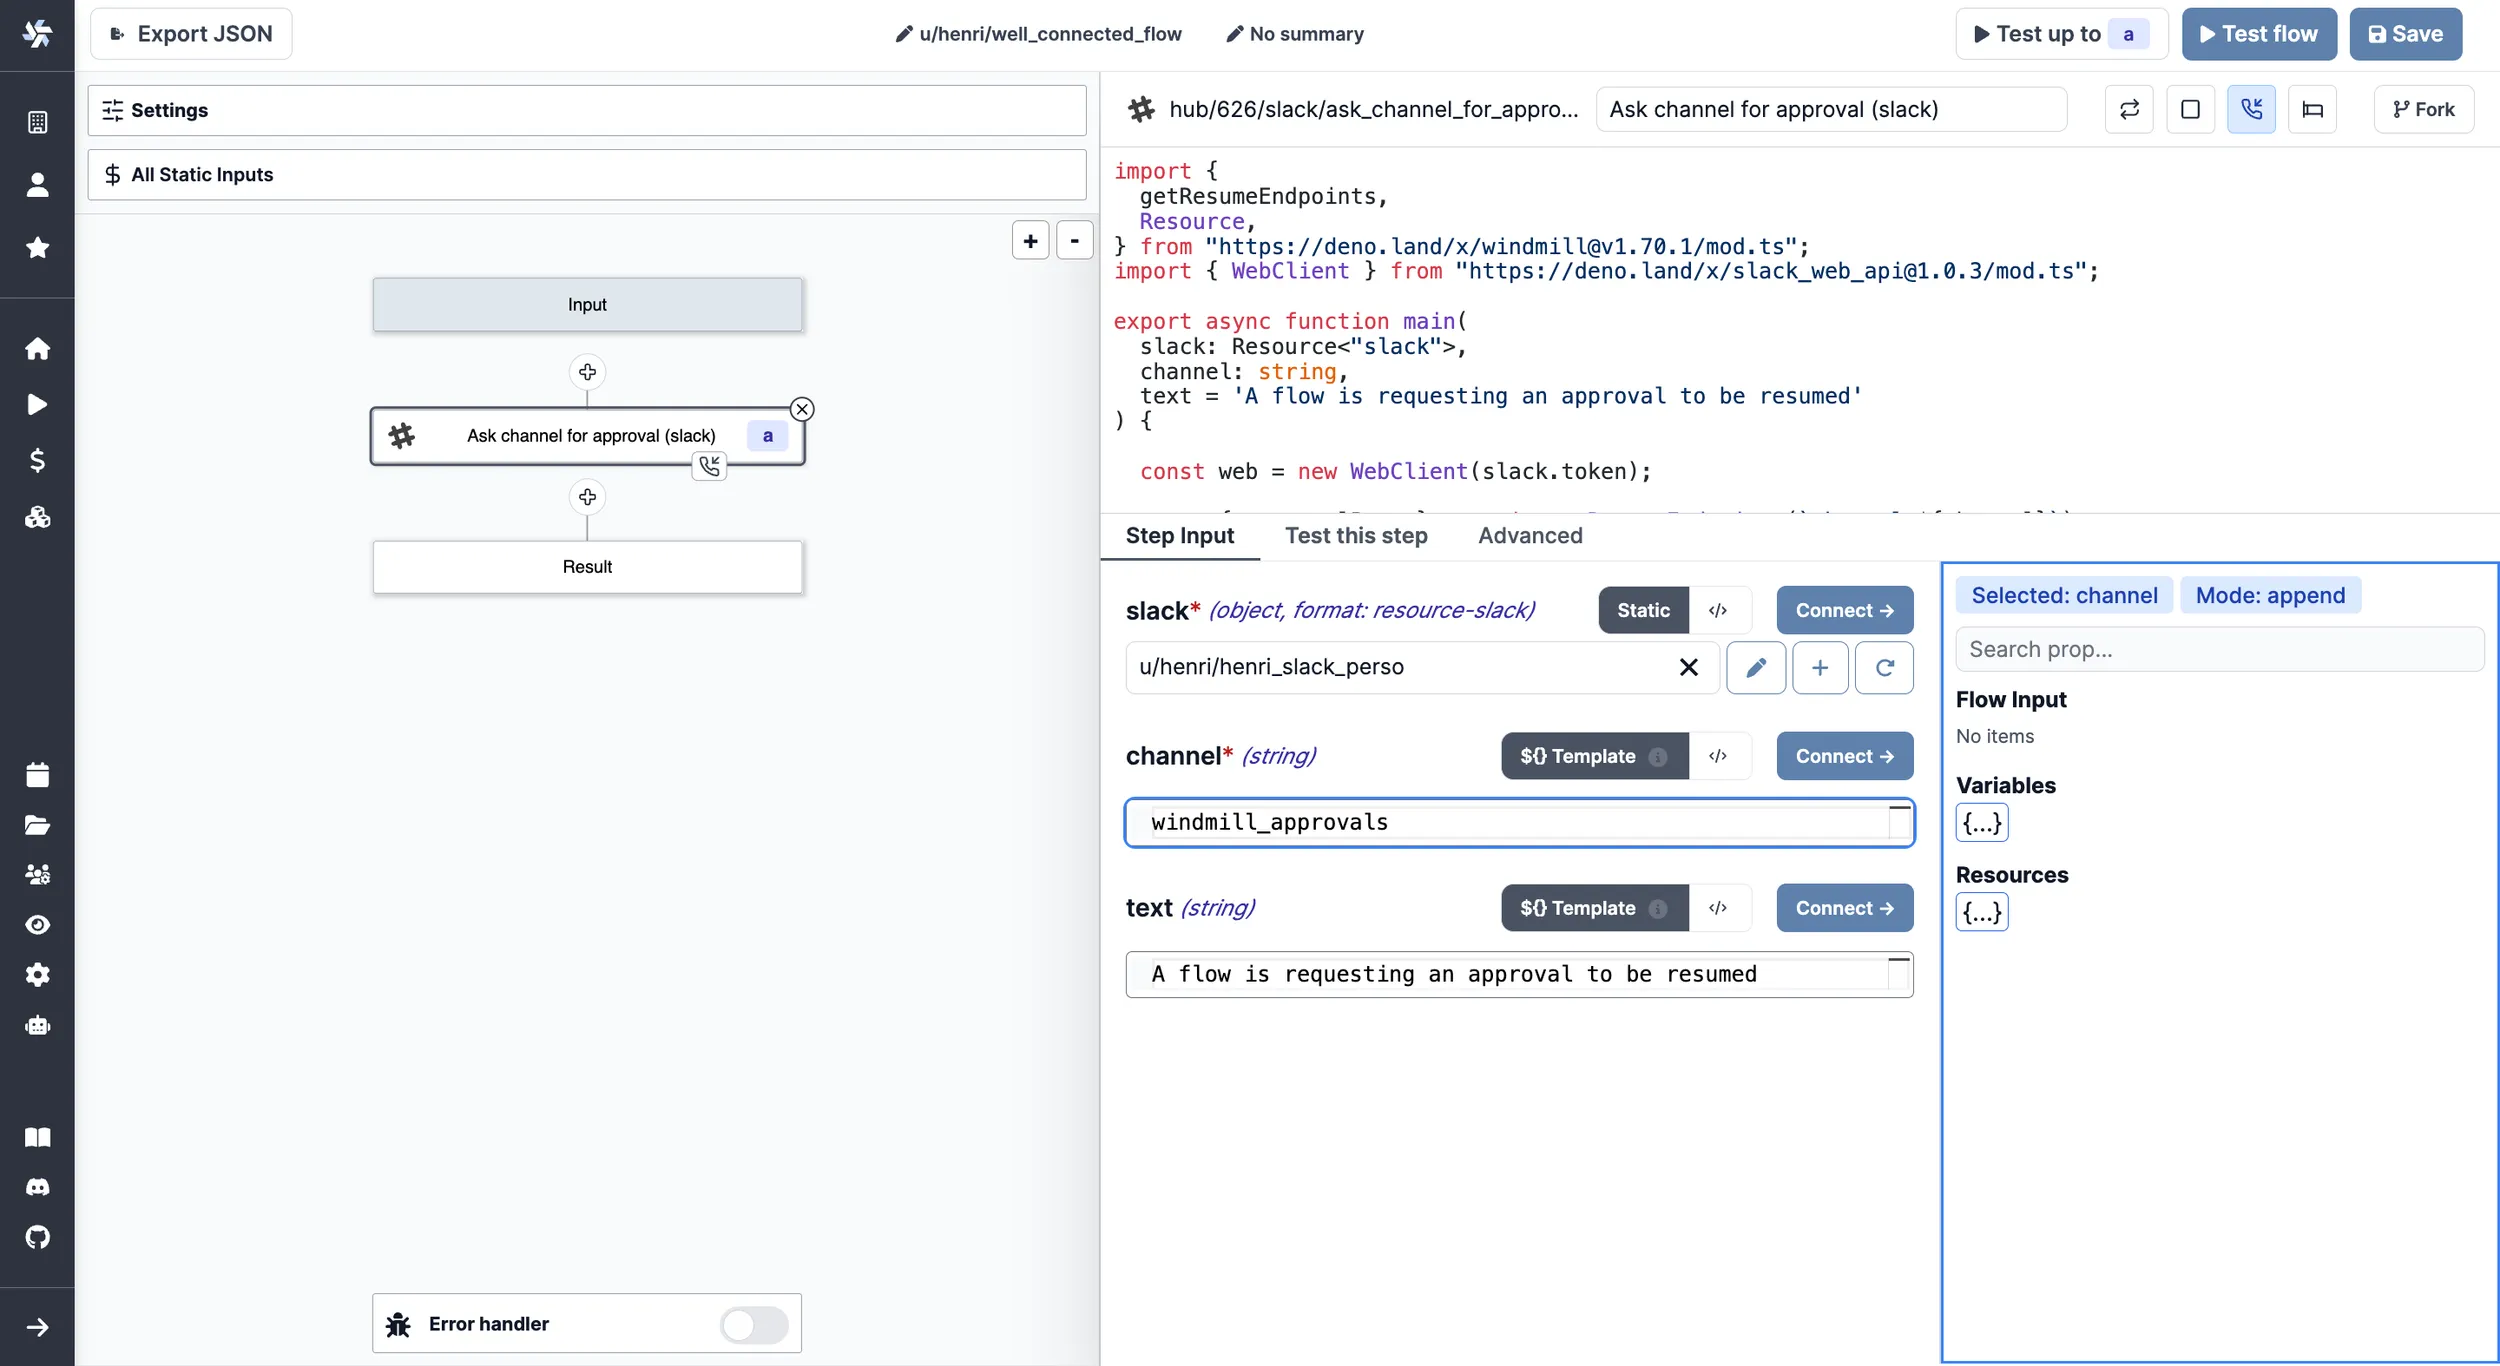 Export JSON
u/henri/well_connected_flow
No summary
Test up to a
Test flow
Save
Settings
All Static Inputs
+ -
Input
Ask channel for approval (slack) a
Result
Error handler
hub/626/slack/ask_channel_for_appro...
Ask channel for approval (slack)
Fork
import {
  getResumeEndpoints,
  Resource,
} from "https://deno.land/x/windmill@v1.70.1/mod.ts";
import { WebClient } from "https://deno.land/x/slack_web_api@1.0.3/mod.ts";
export async function main(
  slack: Resource<"slack">,
  channel: string,
  text = 'A flow is requesting an approval to be resumed'
) {
  const web = new WebClient(slack.token);
Step Input
Test this step
Advanced
slack* (object, format: resource-slack)
Static </>
Connect →
u/henri/henri_slack_perso
channel* (string)
${} Template </>
Connect →
windmill_approvals
text (string)
${} Template </>
Connect →
A flow is requesting an approval to be resumed
Selected: channel
Mode: append
Search prop...
Flow Input
No items
Variables
{...}
Resources
{...}